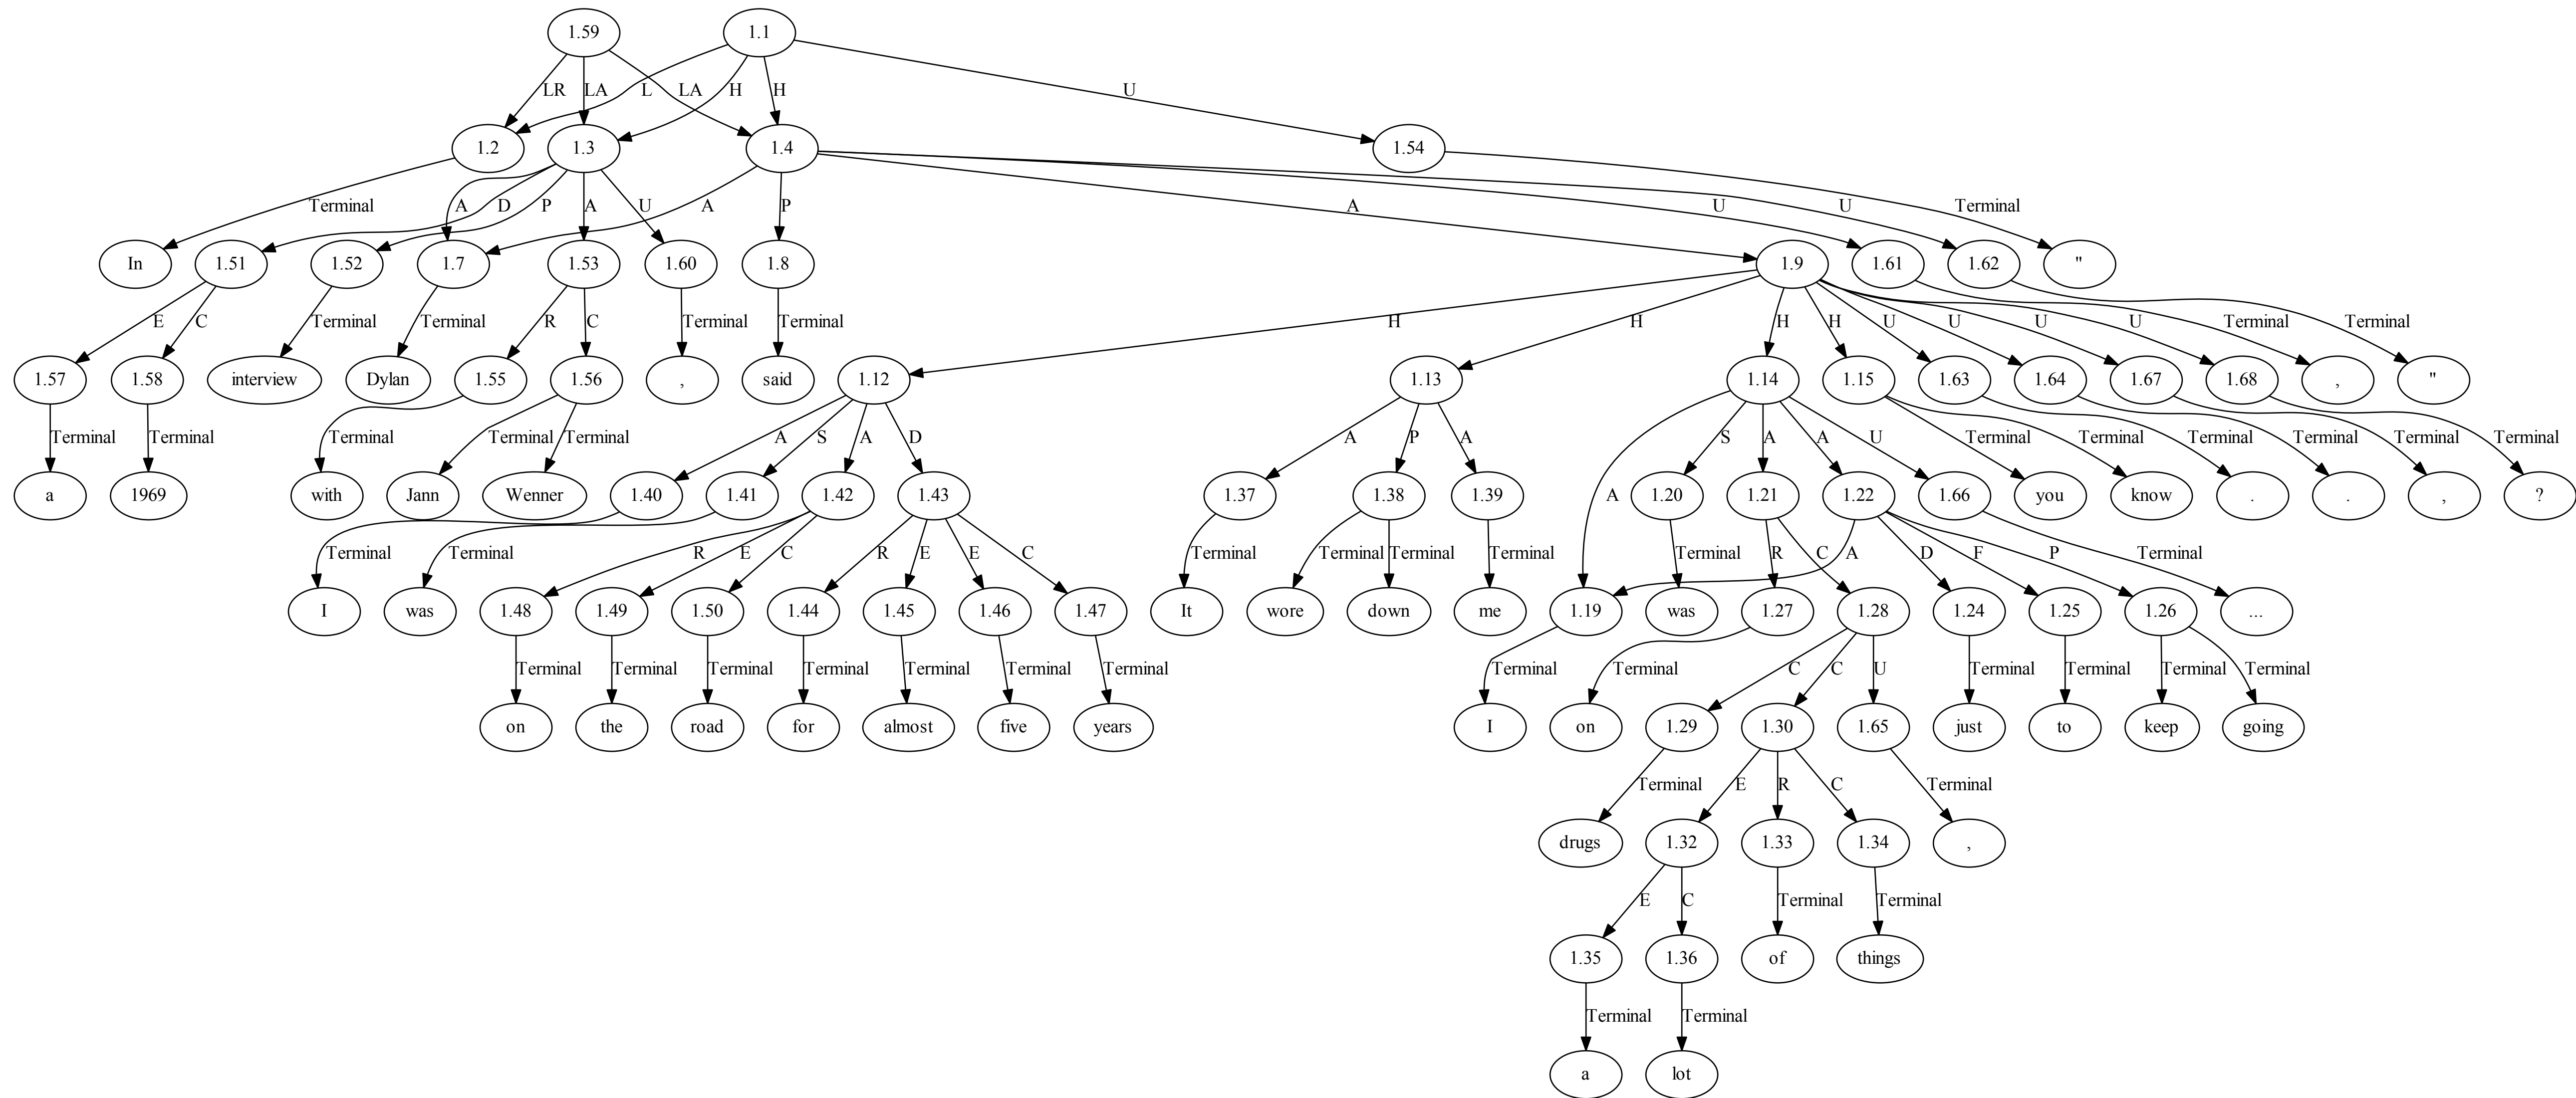 1.59 1.1
LR LA LA L H H U
1.2 1.3 1.4 1.54
Terminal A D P A U A P A U U Terminal
In 1.51 1.52 1.7 1.53 1.60 1.8 1.9 1.61 1.62 "
E C Terminal Terminal R C Terminal Terminal H H H H U U U U Terminal Terminal
1.57 1.58 interview Dylan 1.55 1.56 , said 1.12 1.13 1.14 1.15 1.63 1.64 1.67 1.68 , "
Terminal Terminal Terminal Terminal Terminal A S A D A P A S A A U Terminal Terminal Terminal Terminal Terminal Terminal
a 1969 with Jann Wenner 1.40 1.41 1.42 1.43 1.37 1.38 1.39 A 1.20 1.21 1.22 1.66 you know . . , ?
Terminal Terminal R E C R E E C Terminal Terminal Terminal Terminal Terminal R C A D F P Terminal
I was 1.48 1.49 1.50 1.44 1.45 1.46 1.47 It wore down me 1.19 was 1.27 1.28 1.24 1.25 1.26 ...
Terminal Terminal Terminal Terminal Terminal Terminal Terminal Terminal Terminal C C U Terminal Terminal Terminal Terminal
on the road for almost five years I on 1.29 1.30 1.65 just to keep going
Terminal E R C Terminal
drugs 1.32 1.33 1.34 ,
E C Terminal Terminal
1.35 1.36 of things
Terminal Terminal
a lot